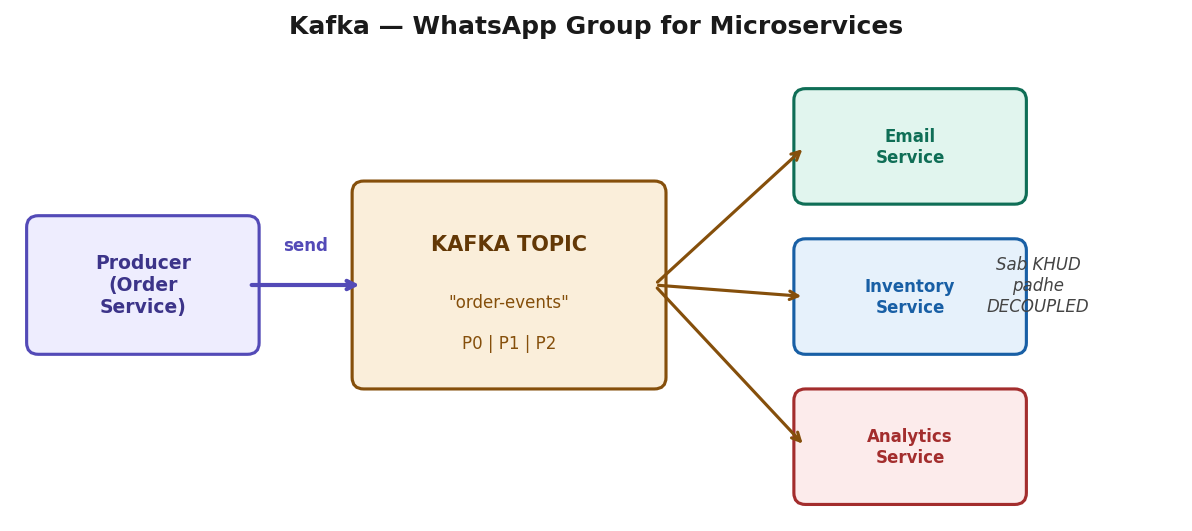 Kafka — WhatsApp Group for Microservices
Producer
(Order
Service)
send
KAFKA TOPIC
"order-events"
P0 | P1 | P2
Email
Service
Inventory
Service
Sab KHUD
padhe
DECOUPLED
Analytics
Service